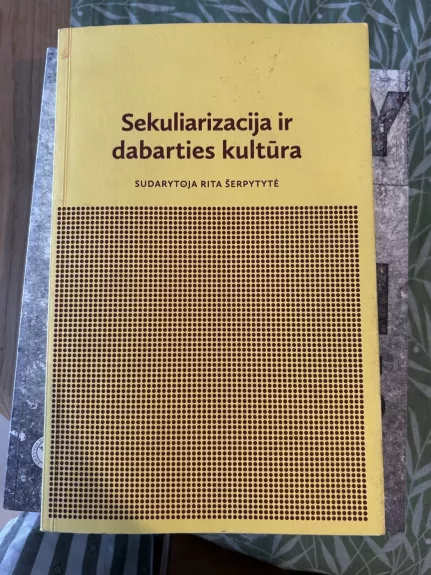 Sekuliarizacija ir
dabarties kultūra
SUDARYTOJA RITA ŠERPYTYTĖ